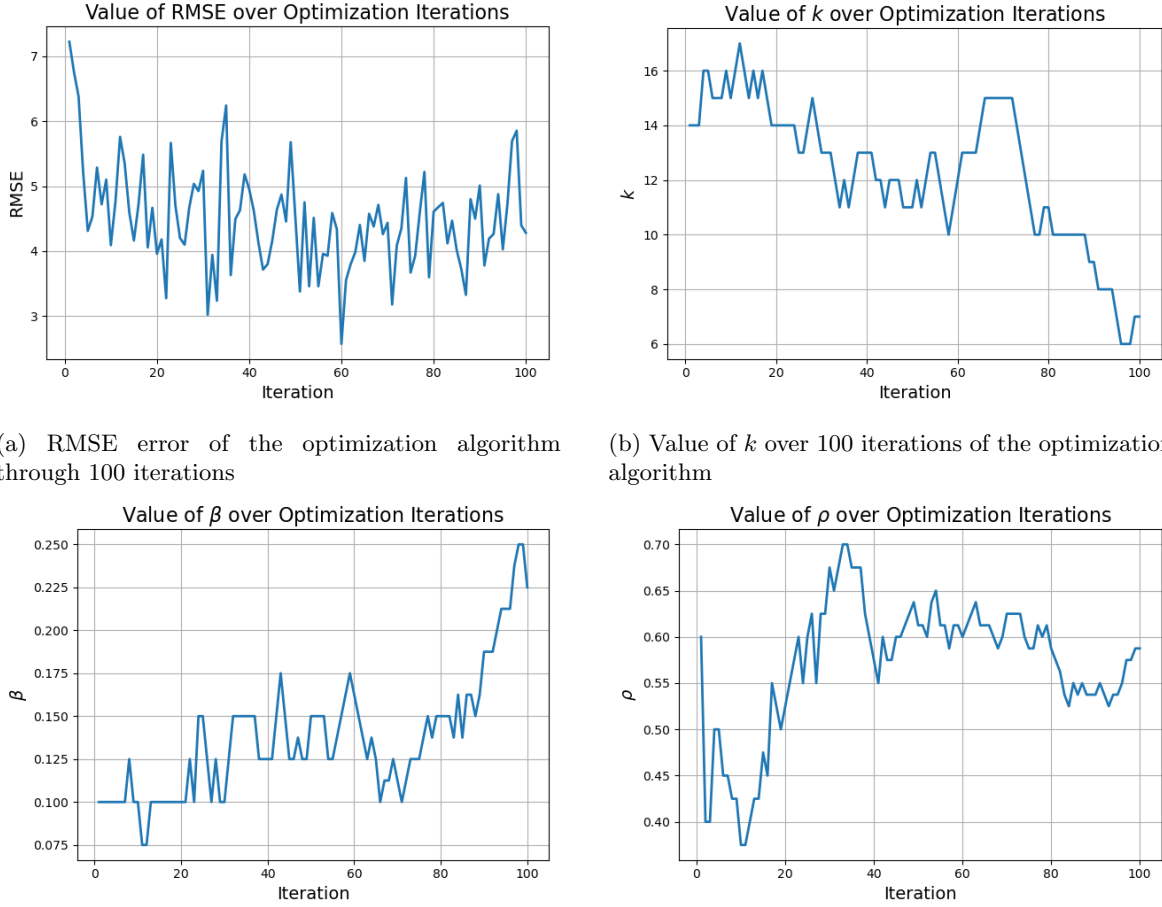 Value of RMSE over Optimization Iterations
7
6
5
4
3
RMSE
0 20 40 60 80 100
Iteration
Value of k over Optimization Iterations
16
14
12
10
8
6
k
0 20 40 60 80 100
Iteration
(a) RMSE error of the optimization algorithm
through 100 iterations
(b) Value of k over 100 iterations of the optimization
algorithm
Value of β over Optimization Iterations
0.250
0.225
0.200
0.175
0.150
0.125
0.100
0.075
β
0 20 40 60 80 100
Iteration
Value of ρ over Optimization Iterations
0.70
0.65
0.60
0.55
0.50
0.45
0.40
ρ
0 20 40 60 80 100
Iteration